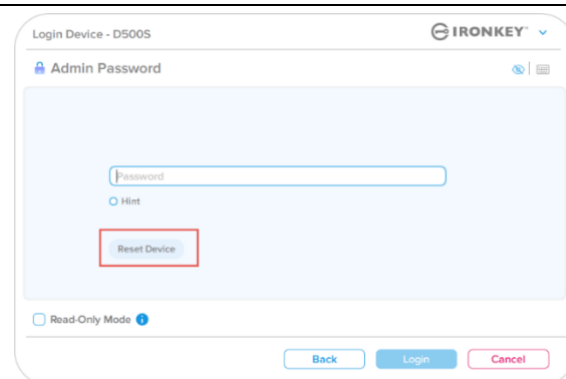 Login Device - D500S
IRONKEY
Admin Password
Password
Hint
Reset Device
Read-Only Mode
Back
Login
Cancel